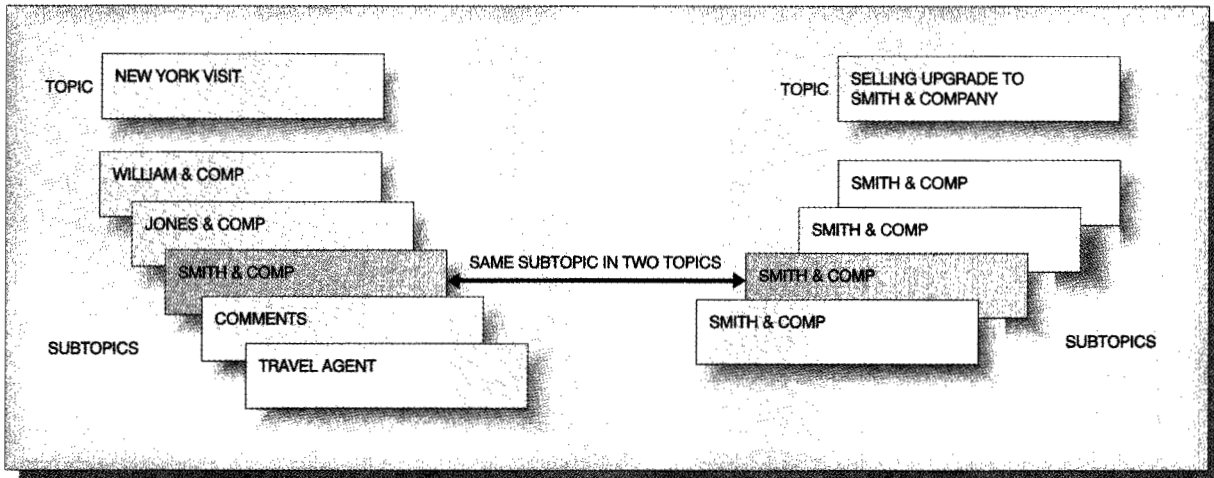 TOPIC
NEW YORK VISIT
WILLIAM & COMP
JONES & COMP
SMITH & COMP
COMMENTS
TRAVEL AGENT
SUBTOPICS
SAME SUBTOPIC IN TWO TOPICS
TOPIC
SELLING UPGRADE TO
SMITH & COMPANY
SMITH & COMP
SMITH & COMP
SMITH & COMP
SMITH & COMP
SUBTOPICS